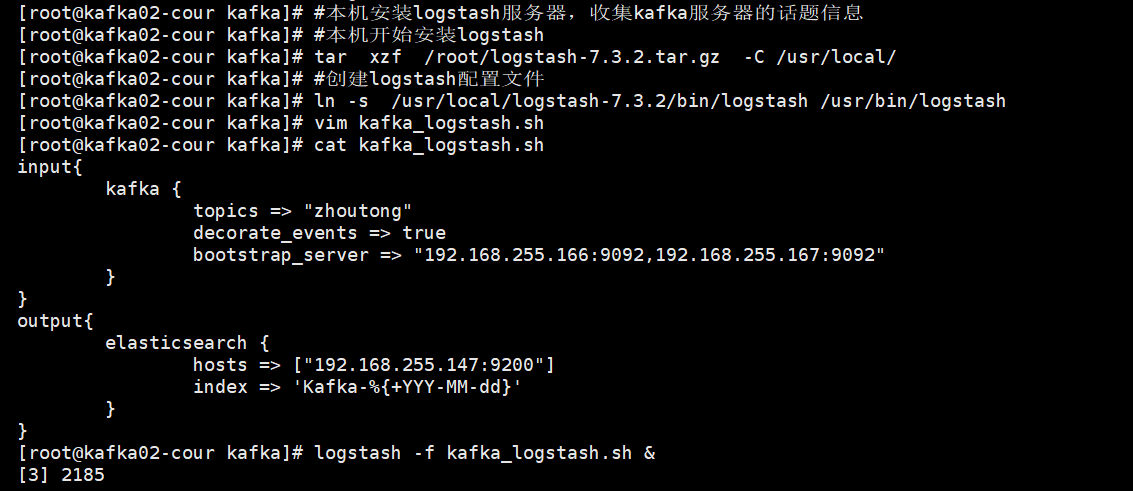 [root@kafka02-cour kafka]# #本机安装logstash服务器，收集kafka服务器的话题信息
[root@kafka02-cour kafka]# #本机开始安装logstash
[root@kafka02-cour kafka]# tar  xzf  /root/logstash-7.3.2.tar.gz  -C /usr/local/
[root@kafka02-cour kafka]# #创建logstash配置文件
[root@kafka02-cour kafka]# ln -s  /usr/local/logstash-7.3.2/bin/logstash /usr/bin/logstash
[root@kafka02-cour kafka]# vim kafka_logstash.sh
[root@kafka02-cour kafka]# cat kafka_logstash.sh
input{
        kafka {
                topics => "zhoutong"
                decorate_events => true
                bootstrap_server => "192.168.255.166:9092,192.168.255.167:9092"
        }
}
output{
        elasticsearch {
                hosts => ["192.168.255.147:9200"]
                index => 'Kafka-%{+YYY-MM-dd}'
        }
}
[root@kafka02-cour kafka]# logstash -f kafka_logstash.sh &
[3] 2185